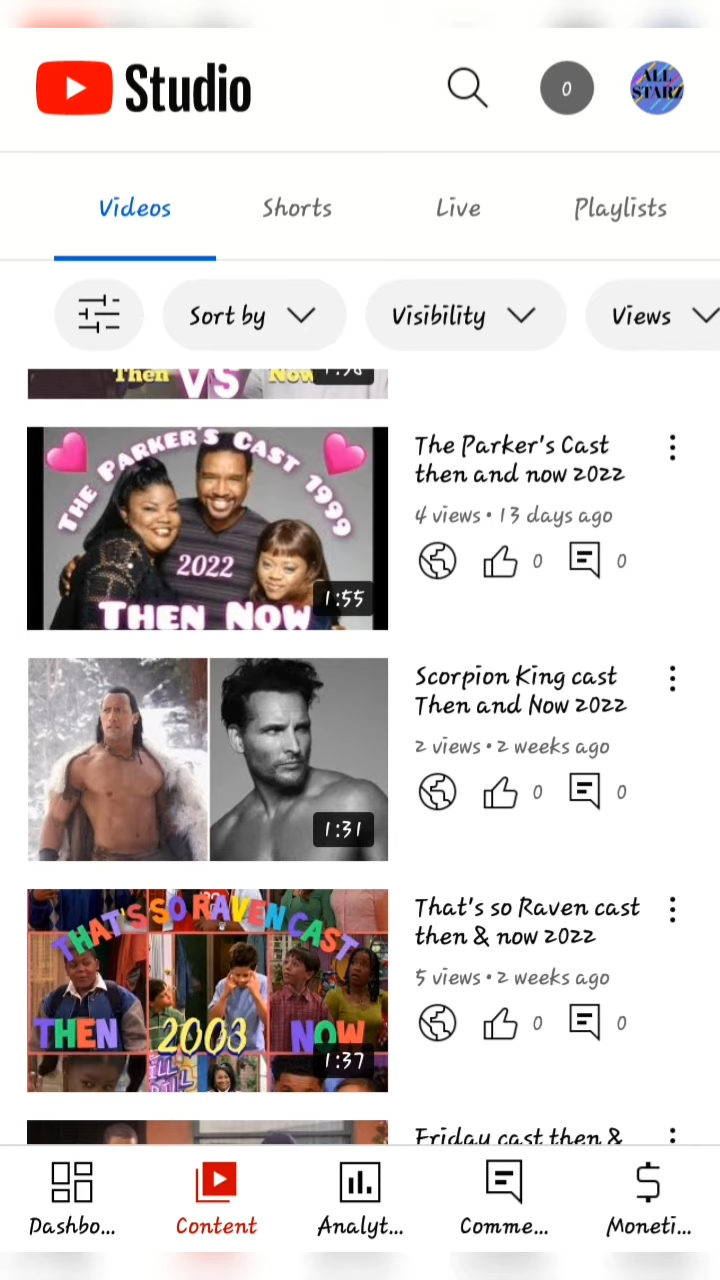 Studio
0
ALL
STARZ
Videos
Shorts
Live
Playlists
Sort by
Visibility
Views
Then
VS
Now
THE PARKER'S CAST 1999
2022
THEN NOW
1:55
The Parker's Cast
then and now 2022
4 views • 13 days ago
0
0
1:31
Scorpion King cast
Then and Now 2022
2 views • 2 weeks ago
0
0
THAT'S SO RAVEN CAST
THEN 2003 NOW
1:37
That's so Raven cast
then & now 2022
5 views • 2 weeks ago
0
0
Friday cast then &
Dashbo...
Content
Analyt...
Comme...
Moneti...